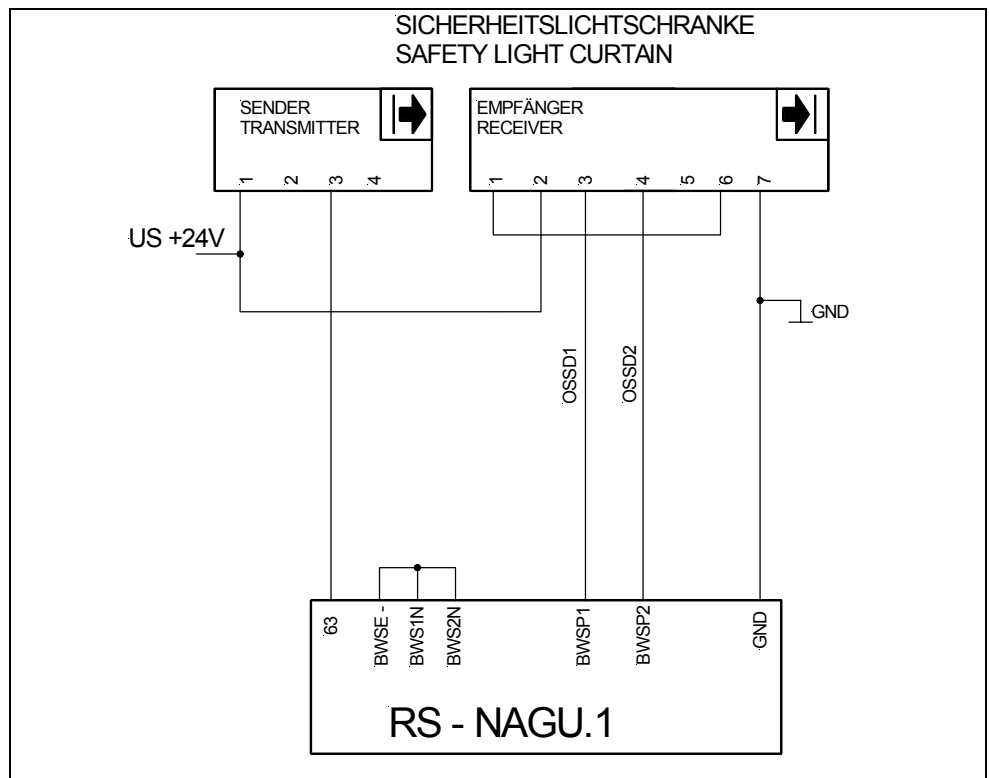 SICHERHEITSLICHTSCHRANKE
SAFETY LIGHT CURTAIN
SENDER
TRANSMITTER
EMPFÄNGER
RECEIVER
1 2 3 4
1 2 3 4 5 6 7
US +24V
GND
OSSD1
OSSD2
63
BWSE -
BWS1N
BWS2N
BWSP1
BWSP2
GND
RS - NAGU.1